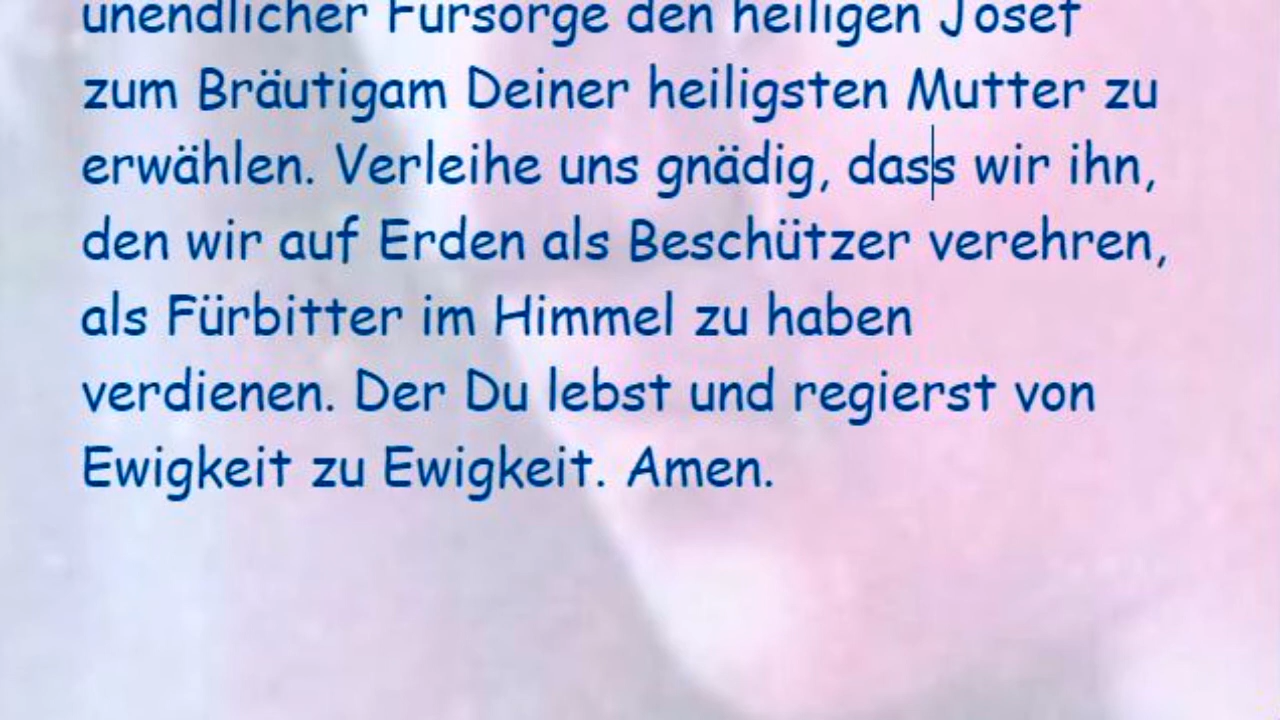 unendlicher Fürsorge den heiligen Josef
zum Bräutigam Deiner heiligsten Mutter zu
erwählen. Verleihe uns gnädig, dass wir ihn,
den wir auf Erden als Beschützer verehren,
als Fürbitter im Himmel zu haben
verdienen. Der Du lebst und regierst von
Ewigkeit zu Ewigkeit. Amen.